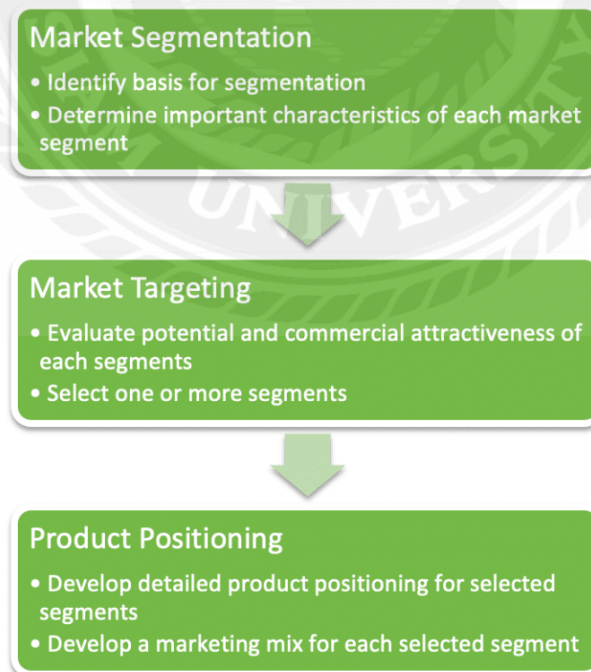 Market Segmentation
• Identify basis for segmentation
• Determine important characteristics of each market
segment
UNIVERSITY
Market Targeting
• Evaluate potential and commercial attractiveness of
each segments
• Select one or more segments
Product Positioning
• Develop detailed product positioning for selected
segments
• Develop a marketing mix for each selected segment